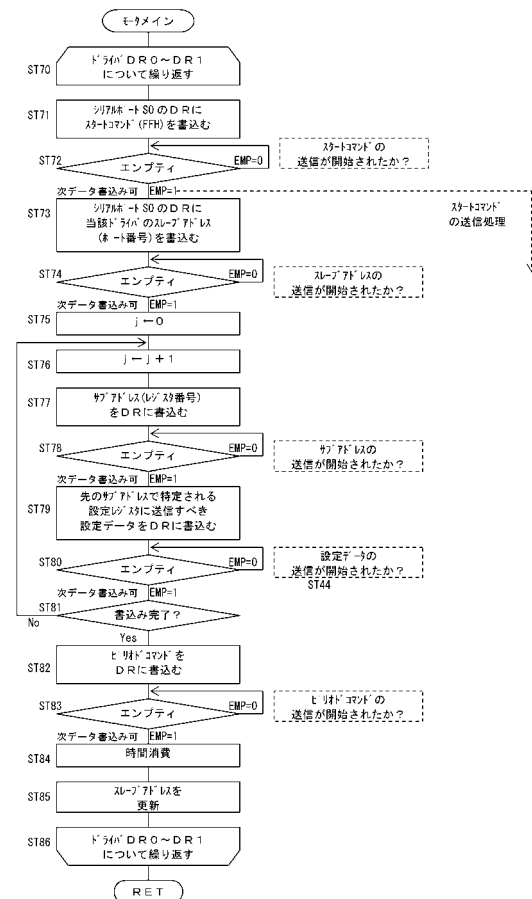 モータメイン
ST70
ドライバDR0～DR1
について繰り返す
ST71
シリアルポートS0のDRに
スタートコマンド(FFH)を書込む
スタートコマンドの
送信が開始されたか?
ST72
エンプティ
EMP=0
次データ書込み可 EMP=1
ST73
シリアルポートS0のDRに
当該ドライバのスレーブアドレス
(ポート番号)を書込む
スタートコマンド
の送信処理
ST74
エンプティ
EMP=0
スレーブアドレスの
送信が開始されたか?
次データ書込み可 EMP=1
ST75
j←0
ST76
j←j+1
ST77
サブアドレス(レジスタ番号)
をDRに書込む
ST78
エンプティ
EMP=0
サブアドレスの
送信が開始されたか?
次データ書込み可 EMP=1
ST79
先のサブアドレスで特定される
設定レジスタに送信すべき
設定データをDRに書込む
ST80
エンプティ
EMP=0
設定データの
送信が開始されたか?
ST44
次データ書込み可 EMP=1
ST81
書込み完了?
No
Yes
ST82
ピリオドコマンドを
DRに書込む
ST83
エンプティ
EMP=0
ピリオドコマンドの
送信が開始されたか?
次データ書込み可 EMP=1
ST84
時間消費
ST85
スレーブアドレスを
更新
ST86
ドライバDR0～DR1
について繰り返す
RET